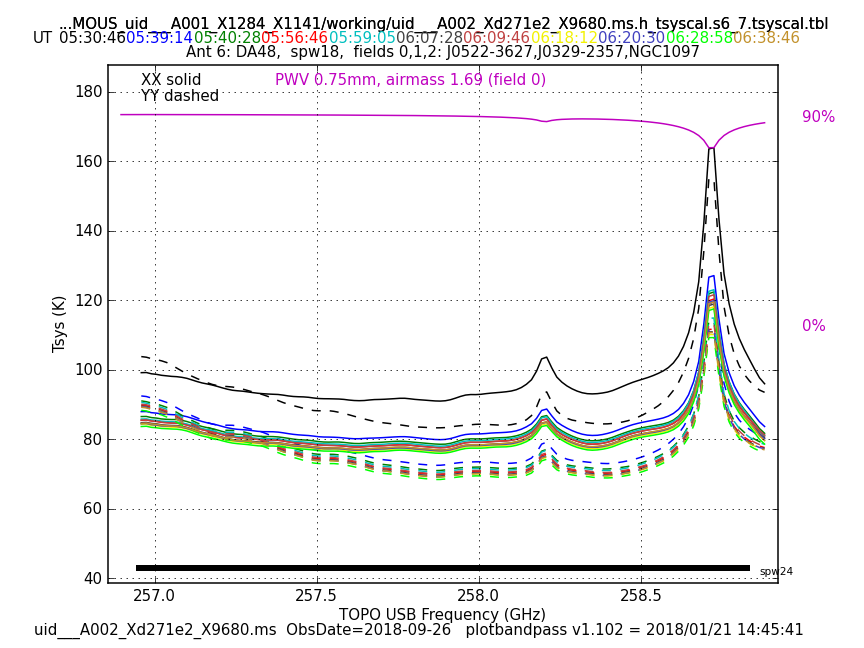 ...MOUS_uid___A001_X1284_X1141/working/uid___A002_Xd271e2_X9680.ms.h_tsyscal.s6_7.tsyscal.tbl
UT 05:30:46 05:39:14 05:40:28 05:56:46 05:59:05 06:07:28 06:09:46 06:18:12 06:20:30 06:28:58 06:38:46
Ant 6: DA48, spw18, fields 0,1,2: J0522-3627,J0329-2357,NGC1097
XX solid
PWV 0.75mm, airmass 1.69 (field 0)
YY dashed
180
160
140
120
100
80
60
40
90%
0%
Tsys (K)
spw24
257.0 257.5 258.0 258.5
TOPO USB Frequency (GHz)
uid___A002_Xd271e2_X9680.ms ObsDate=2018-09-26 plotbandpass v1.102 = 2018/01/21 14:45:41